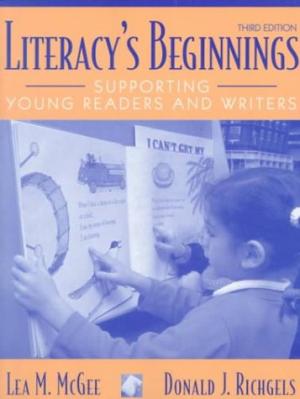 THIRD EDITION
LITERACY'S BEGINNINGS
SUPPORTING
YOUNG READERS AND WRITERS
I CAN'T GET MY
LEA M. MCGEE
DONALD J. RICHGELS